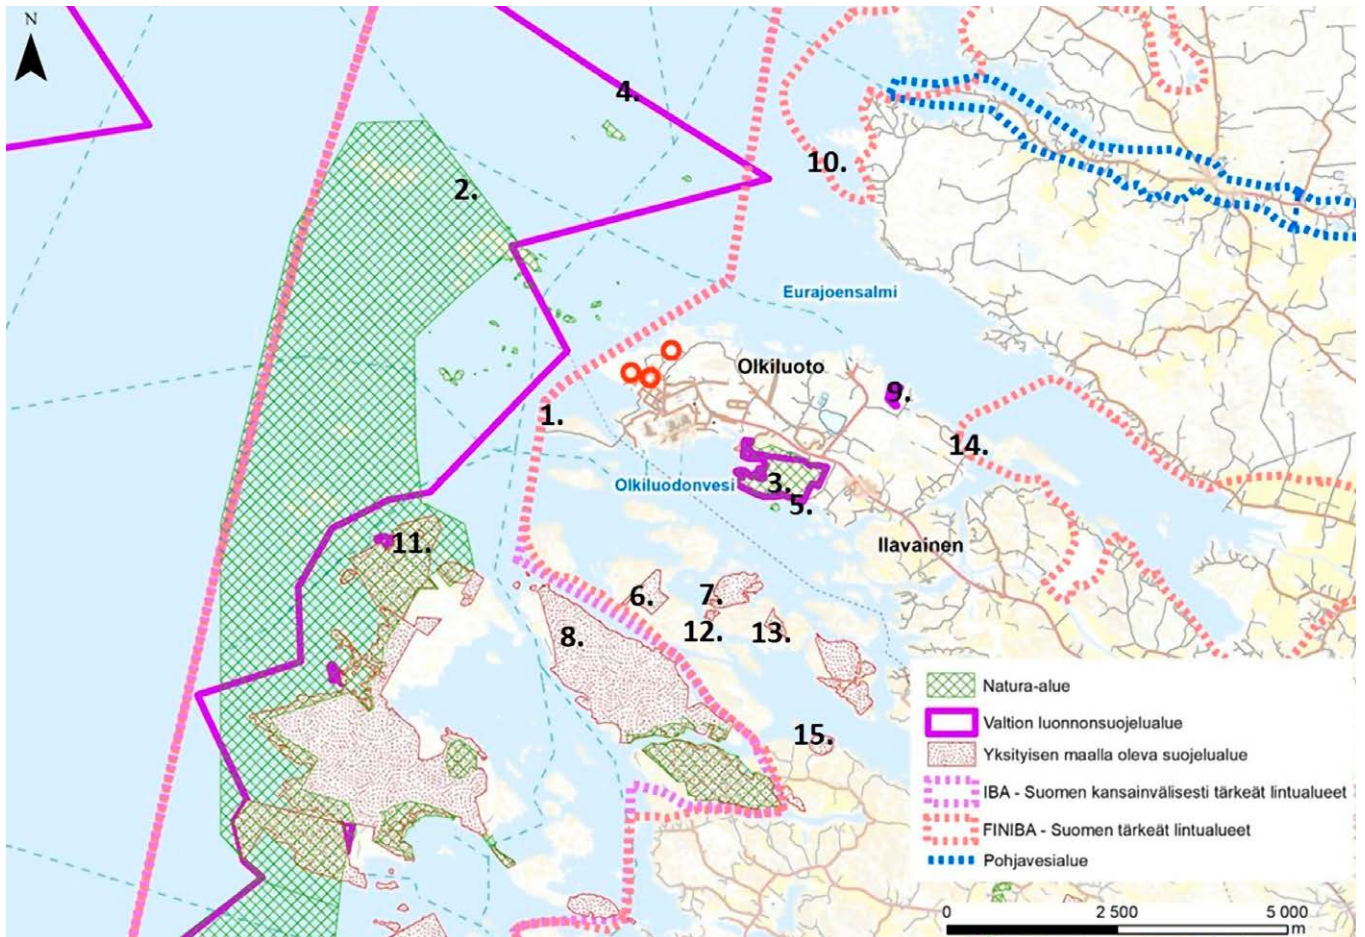 N
4.
10.
2.
Eurajoensalmi
Olkiluoto
9.
1.
14.
3.
Olkiluodonvesi
5.
11.
Ilavainen
6.
7.
8.
12.
13.
15.
Natura-alue
Valtion luonnonsuojelualue
Yksityisen maalla oleva suojelualue
IBA - Suomen kansainvälisesti tärkeät lintualueet
FINIBA - Suomen tärkeät lintualueet
Pohjavesialue
0 2 500 5 000
m